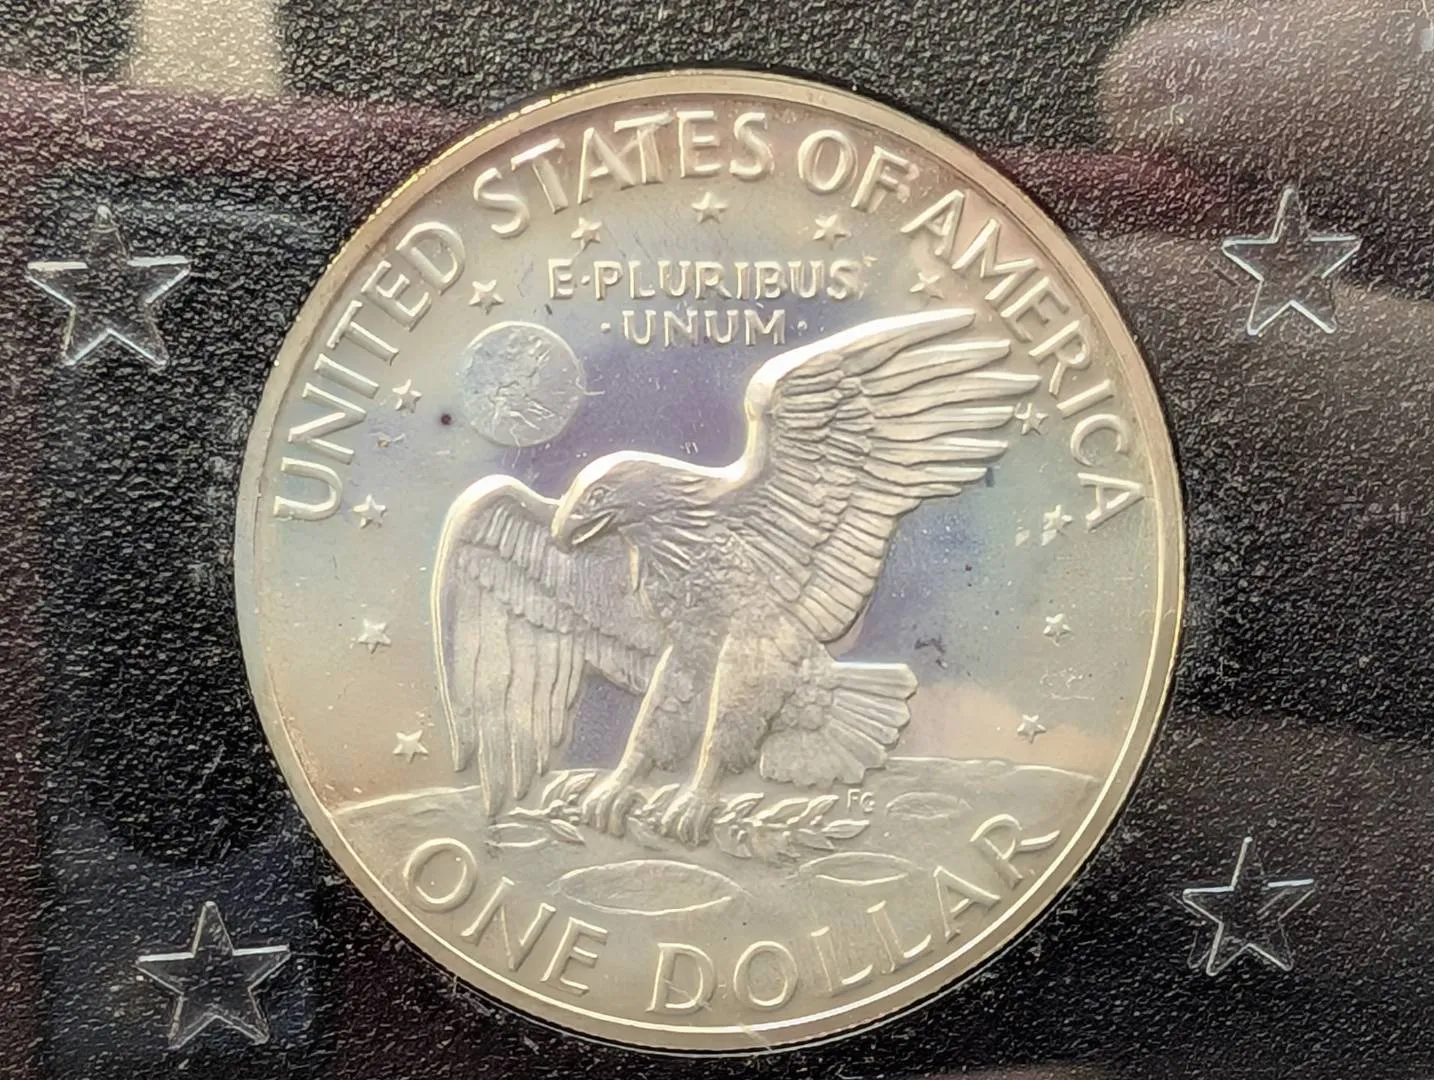 UNITED STATES OF AMERICA
E·PLURIBUS
·UNUM·
FG
ONE DOLLAR